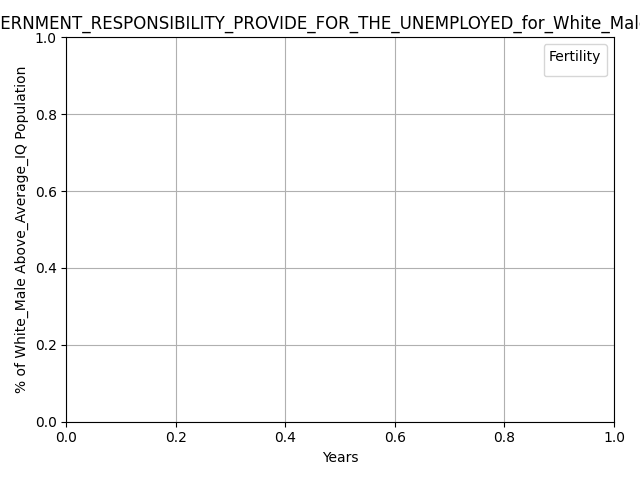 ERNMENT_RESPONSIBILITY_PROVIDE_FOR_THE_UNEMPLOYED_for_White_Mal
Fertility
% of White_Male Above_Average_IQ Population
1.0
0.8
0.6
0.4
0.2
0.0
0.0 0.2 0.4 0.6 0.8 1.0
Years